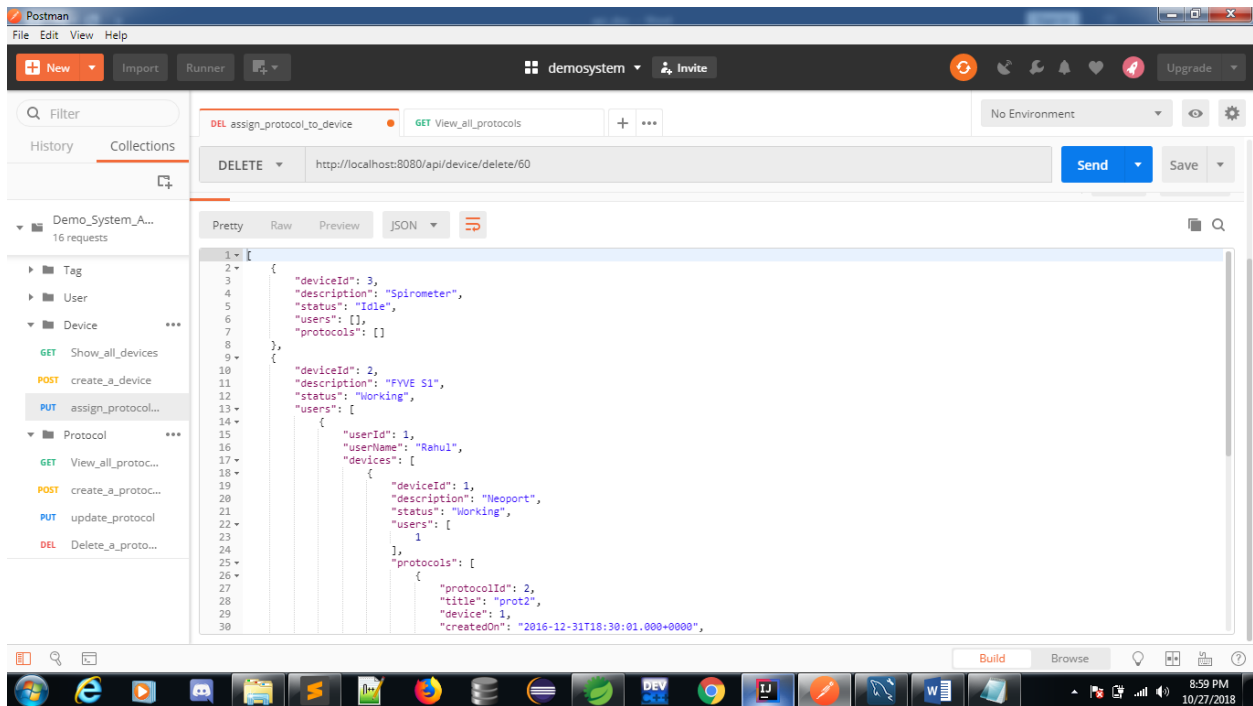 Postman
File Edit View Help
New Import Runner demosystem Invite Upgrade
Filter
History Collections
Demo_System_A...
16 requests
Tag
User
Device
GET Show_all_devices
POST create_a_device
PUT assign_protocol...
Protocol
GET View_all_protoc...
POST create_a_protoc...
PUT update_protocol
DEL Delete_a_proto...
DEL assign_protocol_to_device GET View_all_protocols No Environment
DELETE http://localhost:8080/api/device/delete/60 Send Save
Pretty Raw Preview JSON
1 [
2 {
3 "deviceId": 3,
4 "description": "Spirometer",
5 "status": "Idle",
6 "users": [],
7 "protocols": []
8 },
9 {
10 "deviceId": 2,
11 "description": "FYVE S1",
12 "status": "Working",
13 "users": [
14 {
15 "userId": 1,
16 "userName": "Rahul",
17 "devices": [
18 {
19 "deviceId": 1,
20 "description": "Neoport",
21 "status": "Working",
22 "users": [
23 1
24 ],
25 "protocols": [
26 {
27 "protocolId": 2,
28 "title": "prot2",
29 "device": 1,
30 "createdOn": "2016-12-31T18:30:01.000+0000",
Build Browse
DEV
8:59 PM
10/27/2018